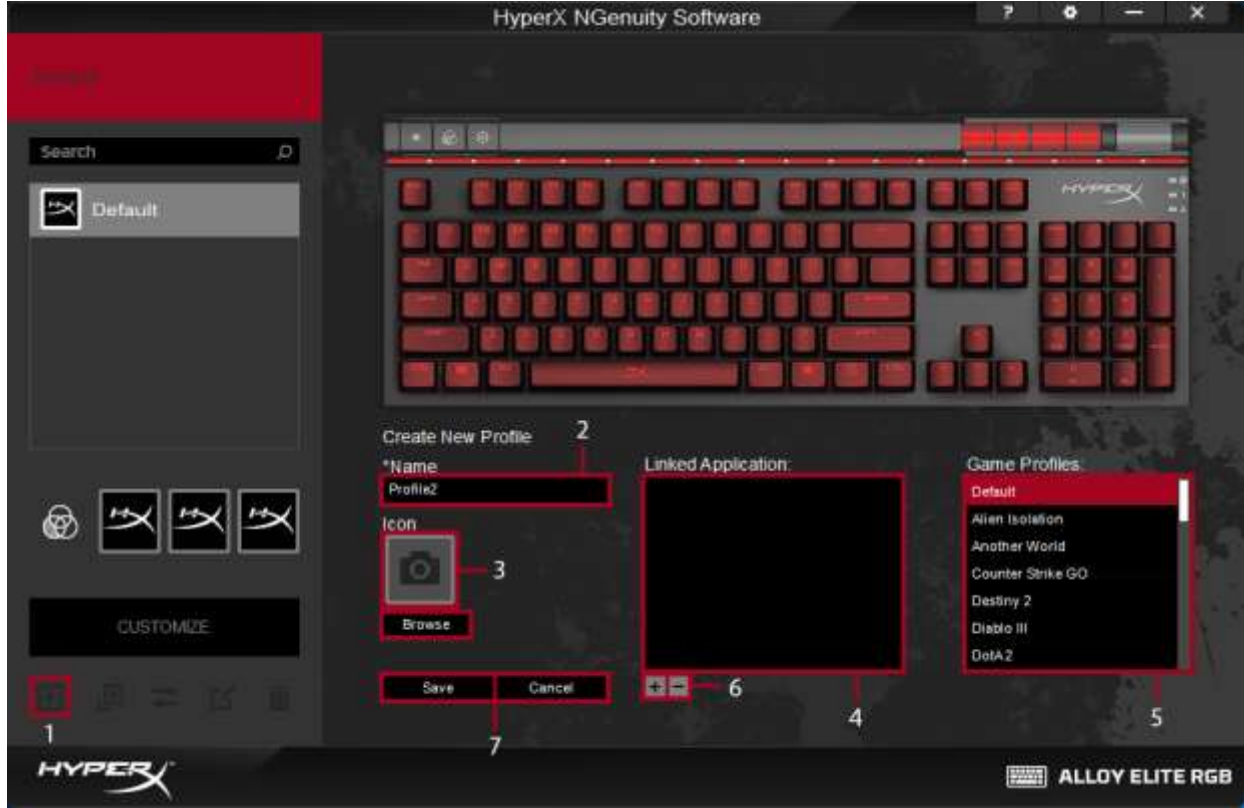 HyperX NGenuity Software
?
Search
Default
HYPERX
Create New Profile
2
*Name
Profile2
Icon
3
Browse
Save
Cancel
7
Linked Application:
+ −
6
4
Game Profiles:
Default
Alien Isolation
Another World
Counter Strike GO
Destiny 2
Diablo III
DotA 2
5
CUSTOMIZE
1
HYPERX
ALLOY ELITE RGB